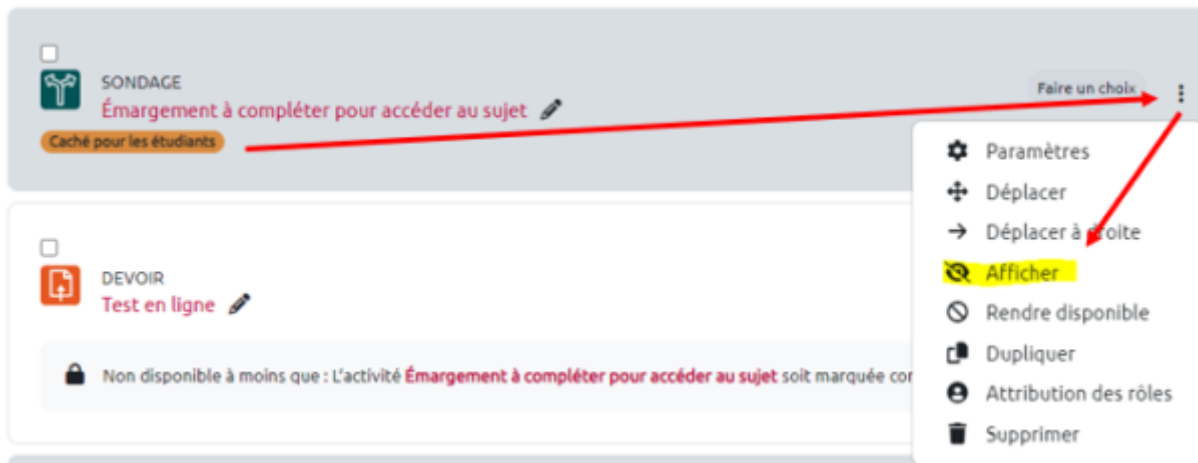 SONDAGE
Émargement à compléter pour accéder au sujet
Faire un choix
Caché pour les étudiants
Paramètres
Déplacer
Déplacer à droite
Afficher
Rendre disponible
Dupliquer
Attribution des rôles
Supprimer
DEVOIR
Test en ligne
Non disponible à moins que : L'activité Émargement à compléter pour accéder au sujet soit marquée